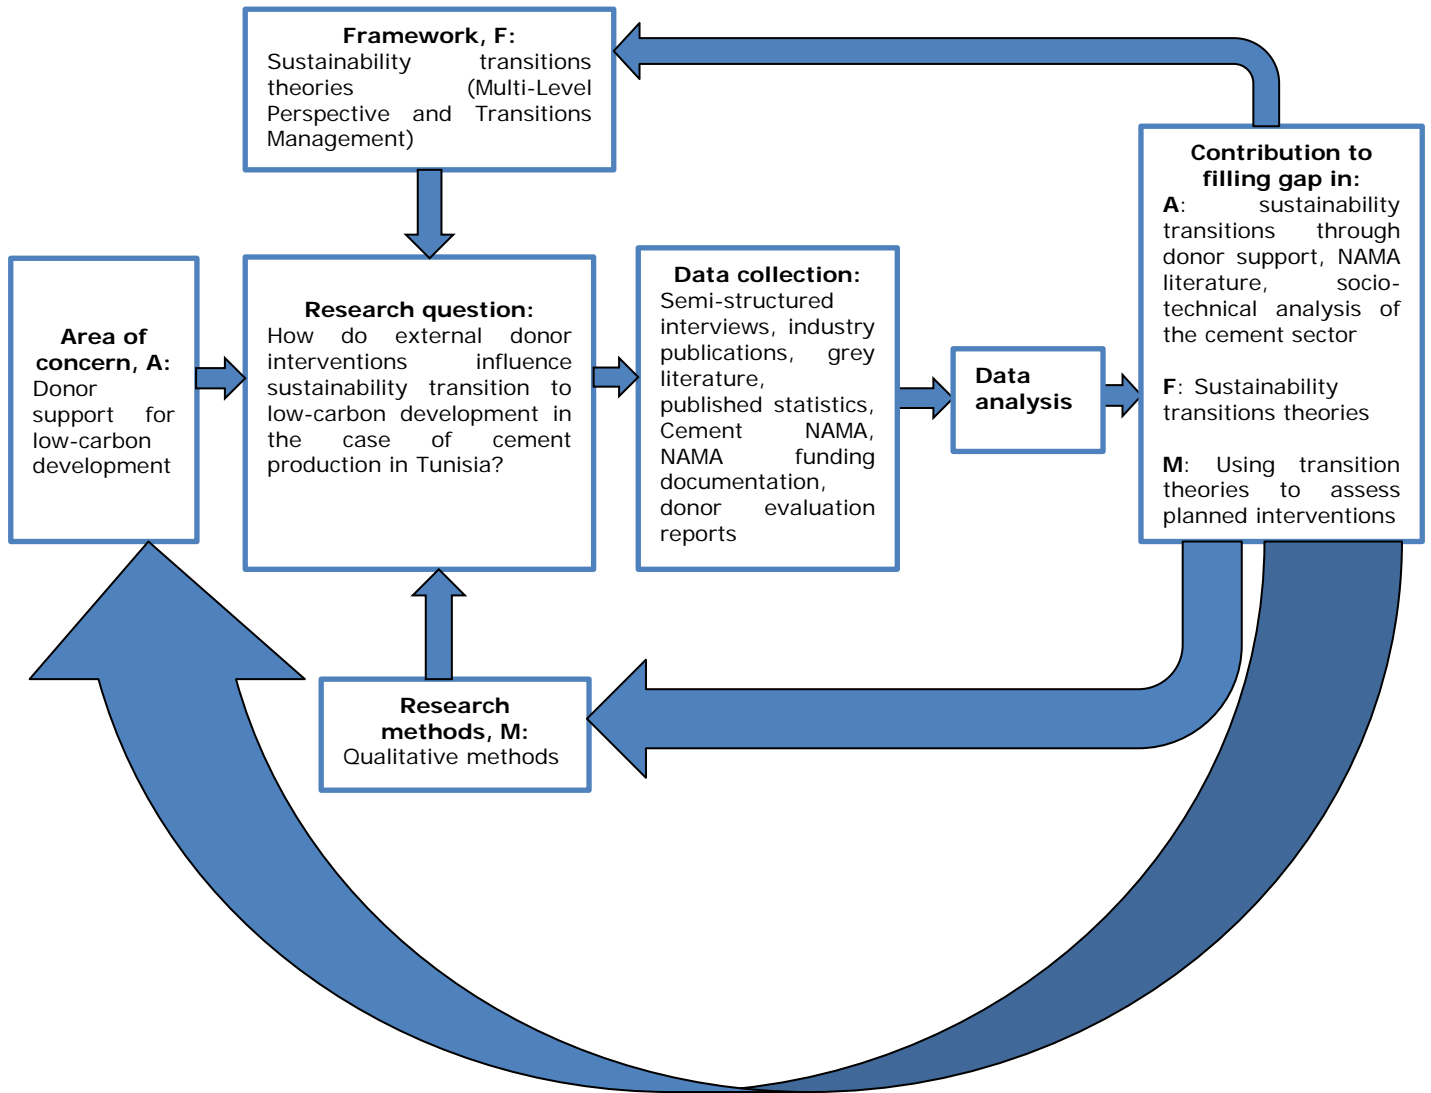 Framework, F:
Sustainability transitions
theories (Multi-Level
Perspective and Transitions
Management)
Area of
concern, A:
Donor
support for
low-carbon
development
Research question:
How do external donor
interventions influence
sustainability transition to
low-carbon development in
the case of cement
production in Tunisia?
Data collection:
Semi-structured
interviews, industry
publications, grey
literature,
published statistics,
Cement NAMA,
NAMA funding
documentation,
donor evaluation
reports
Data
analysis
Contribution to
filling gap in:
A: sustainability
transitions through
donor support, NAMA
literature, socio-
technical analysis of
the cement sector
F: Sustainability
transitions theories
M: Using transition
theories to assess
planned interventions
Research
methods, M:
Qualitative methods